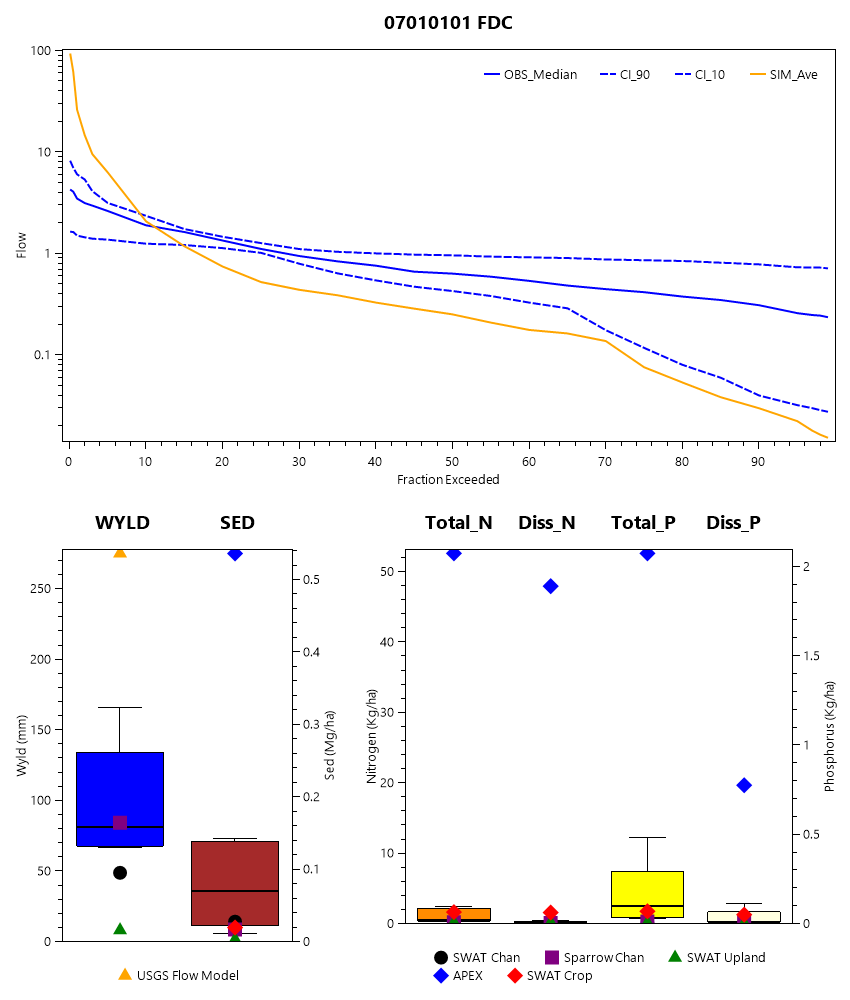 07010101 FDC
100
10
1
0.1
Flow
OBS_Median CI_90 CI_10 SIM_Ave
0 10 20 30 40 50 60 70 80 90
Fraction Exceeded
WYLD SED
250
200
150
100
50
0
Wyld (mm)
0.5
0.4
0.3
0.2
0.1
0
Sed (Mg/ha)
USGS Flow Model
Total_N Diss_N Total_P Diss_P
50
40
30
20
10
0
Nitrogen (Kg/ha)
2
1
0.5
0
Phosphorus (Kg/ha)
SWAT Chan Sparrow Chan SWAT Upland
APEX SWAT Crop